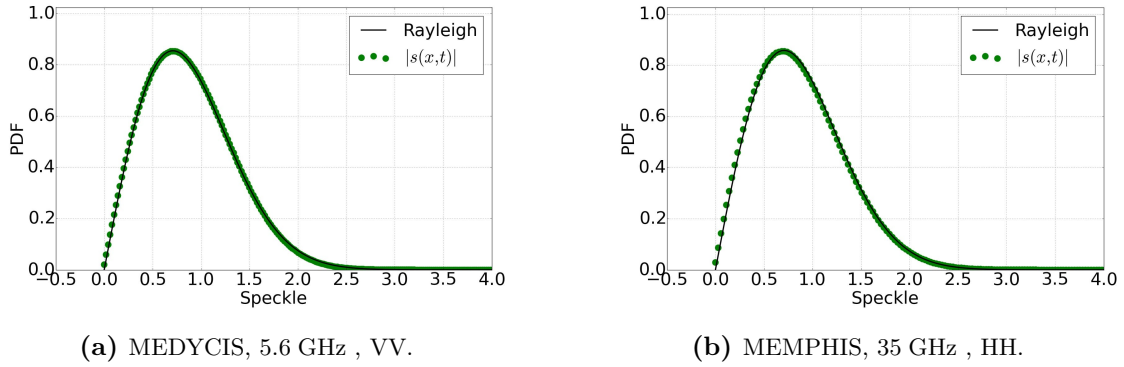 1.0
0.8
0.6
0.4
0.2
0.0
PDF
Rayleigh
|s(x,t)|
−0.5 0.0 0.5 1.0 1.5 2.0 2.5 3.0 3.5 4.0
Speckle
(a) MEDYCIS, 5.6 GHz , VV.
1.0
0.8
0.6
0.4
0.2
0.0
PDF
Rayleigh
|s(x,t)|
−0.5 0.0 0.5 1.0 1.5 2.0 2.5 3.0 3.5 4.0
Speckle
(b) MEMPHIS, 35 GHz , HH.